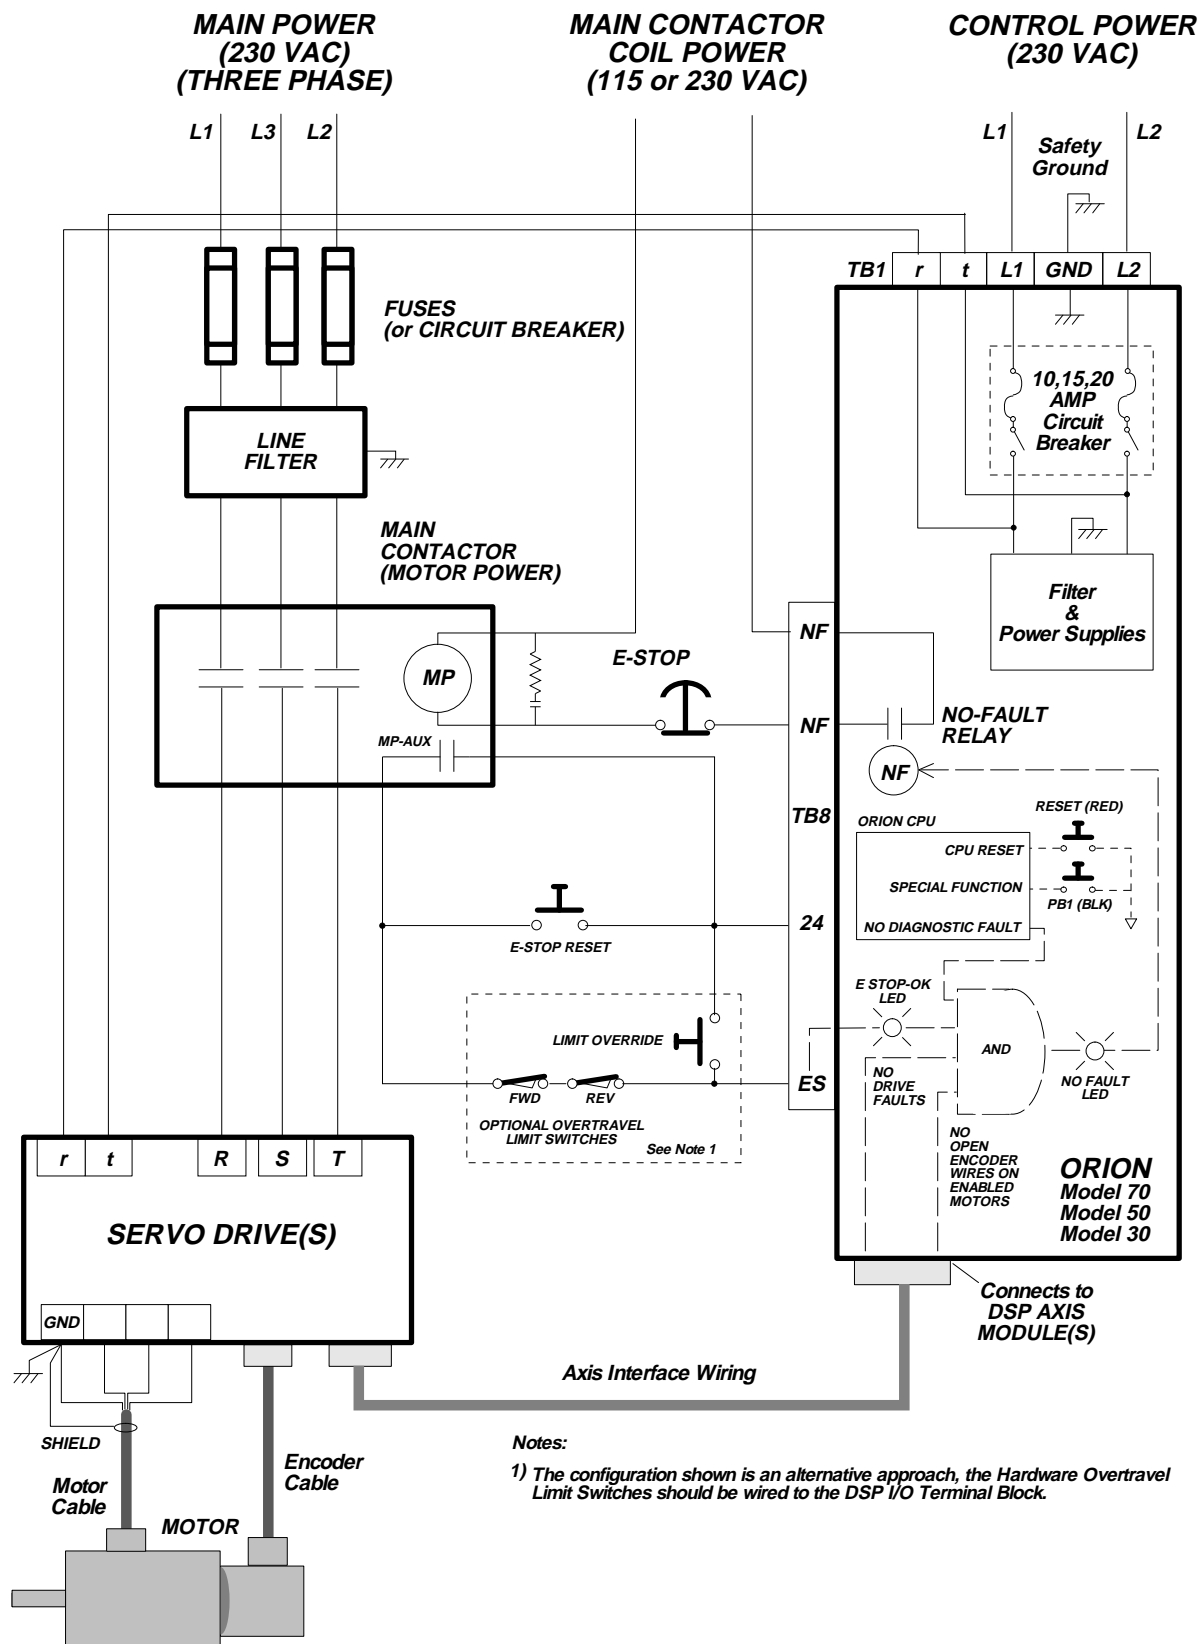 MAIN POWER
(230 VAC)
(THREE PHASE)
MAIN CONTACTOR
COIL POWER
(115 or 230 VAC)
CONTROL POWER
(230 VAC)
L1
L3
L2
L1
Safety
Ground
L2
TB1
r
t
L1
GND
L2
FUSES
(or CIRCUIT BREAKER)
10,15,20
AMP
Circuit
Breaker
LINE
FILTER
MAIN
CONTACTOR
(MOTOR POWER)
Filter
&
Power Supplies
MP
MP-AUX
E-STOP
NF
NF
NO-FAULT
RELAY
NF
TB8
ORION CPU
RESET (RED)
CPU RESET
SPECIAL FUNCTION
PB1 (BLK)
NO DIAGNOSTIC FAULT
24
E-STOP RESET
E STOP-OK
LED
LIMIT OVERRIDE
AND
ES
NO
DRIVE
FAULTS
NO FAULT
LED
FWD
REV
OPTIONAL OVERTRAVEL
LIMIT SWITCHES
See Note 1
NO
OPEN
ENCODER
WIRES ON
ENABLED
MOTORS
ORION
Model 70
Model 50
Model 30
r
t
R
S
T
SERVO DRIVE(S)
GND
Connects to
DSP AXIS
MODULE(S)
Axis Interface Wiring
SHIELD
Motor
Cable
Encoder
Cable
MOTOR
Notes:
1) The configuration shown is an alternative approach, the Hardware Overtravel
Limit Switches should be wired to the DSP I/O Terminal Block.